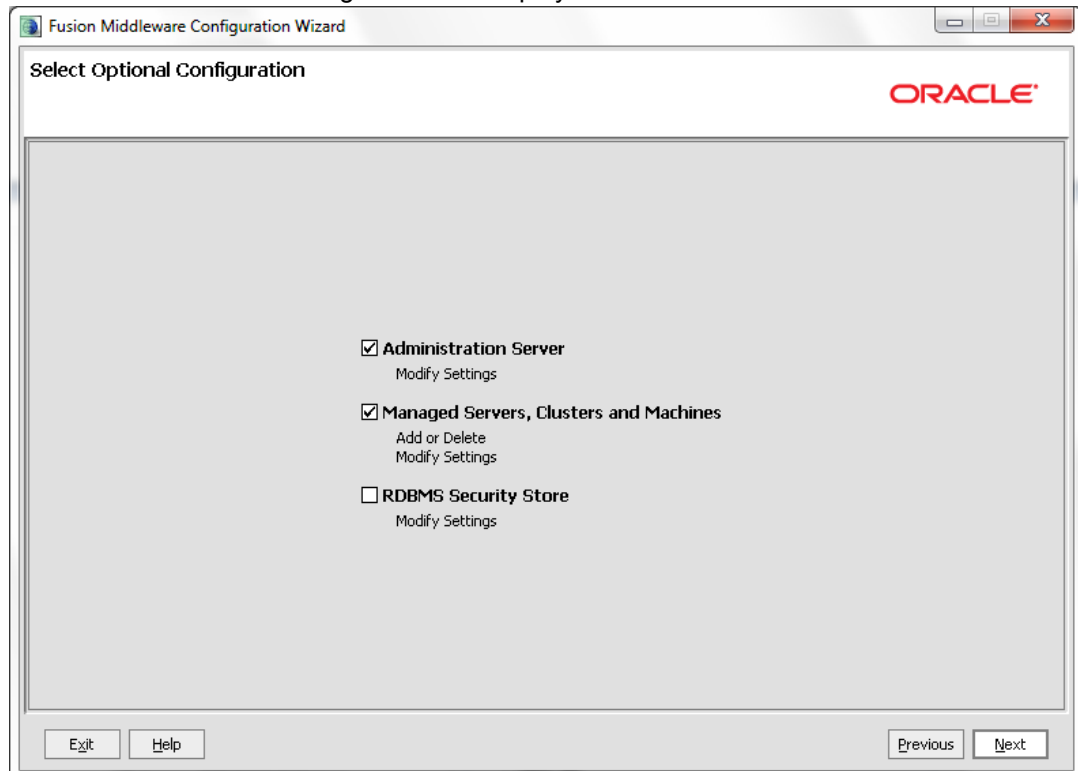 Fusion Middleware Configuration Wizard
Select Optional Configuration
ORACLE
Administration Server
Modify Settings
Managed Servers, Clusters and Machines
Add or Delete
Modify Settings
RDBMS Security Store
Modify Settings
Exit Help Previous Next